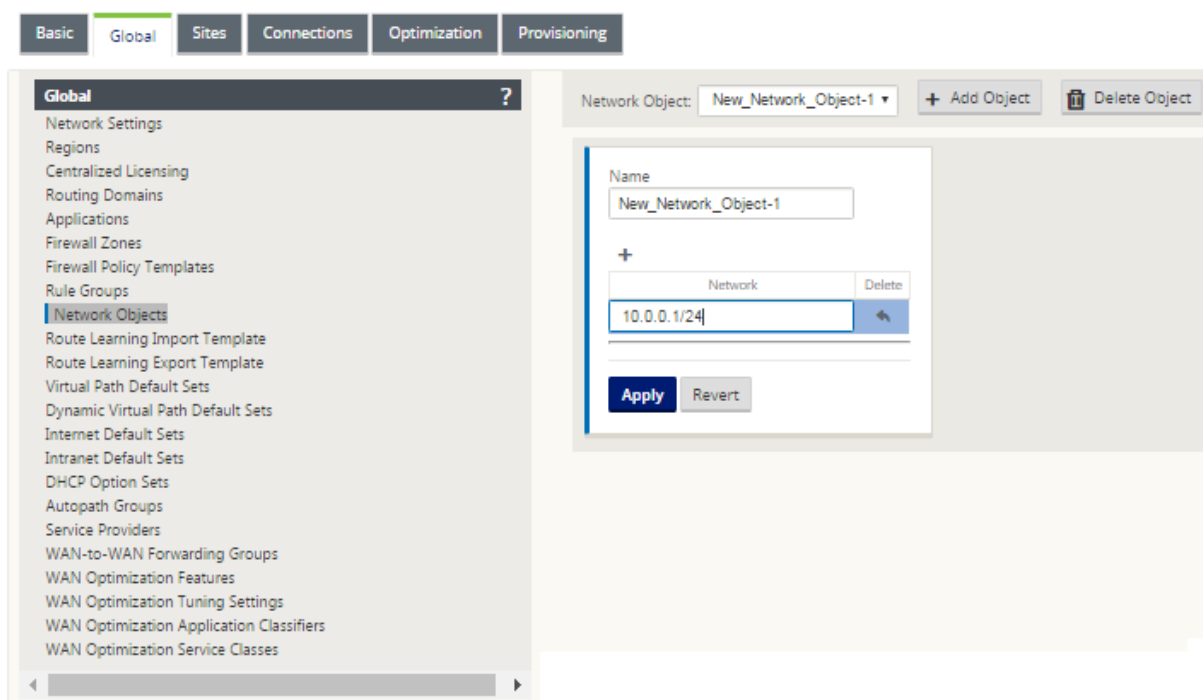 Basic Global Sites Connections Optimization Provisioning
Global ?
Network Settings
Regions
Centralized Licensing
Routing Domains
Applications
Firewall Zones
Firewall Policy Templates
Rule Groups
Network Objects
Route Learning Import Template
Route Learning Export Template
Virtual Path Default Sets
Dynamic Virtual Path Default Sets
Internet Default Sets
Intranet Default Sets
DHCP Option Sets
Autopath Groups
Service Providers
WAN-to-WAN Forwarding Groups
WAN Optimization Features
WAN Optimization Tuning Settings
WAN Optimization Application Classifiers
WAN Optimization Service Classes
Network Object: New_Network_Object-1 + Add Object Delete Object
Name
New_Network_Object-1
+
Network Delete
10.0.0.1/24
Apply Revert